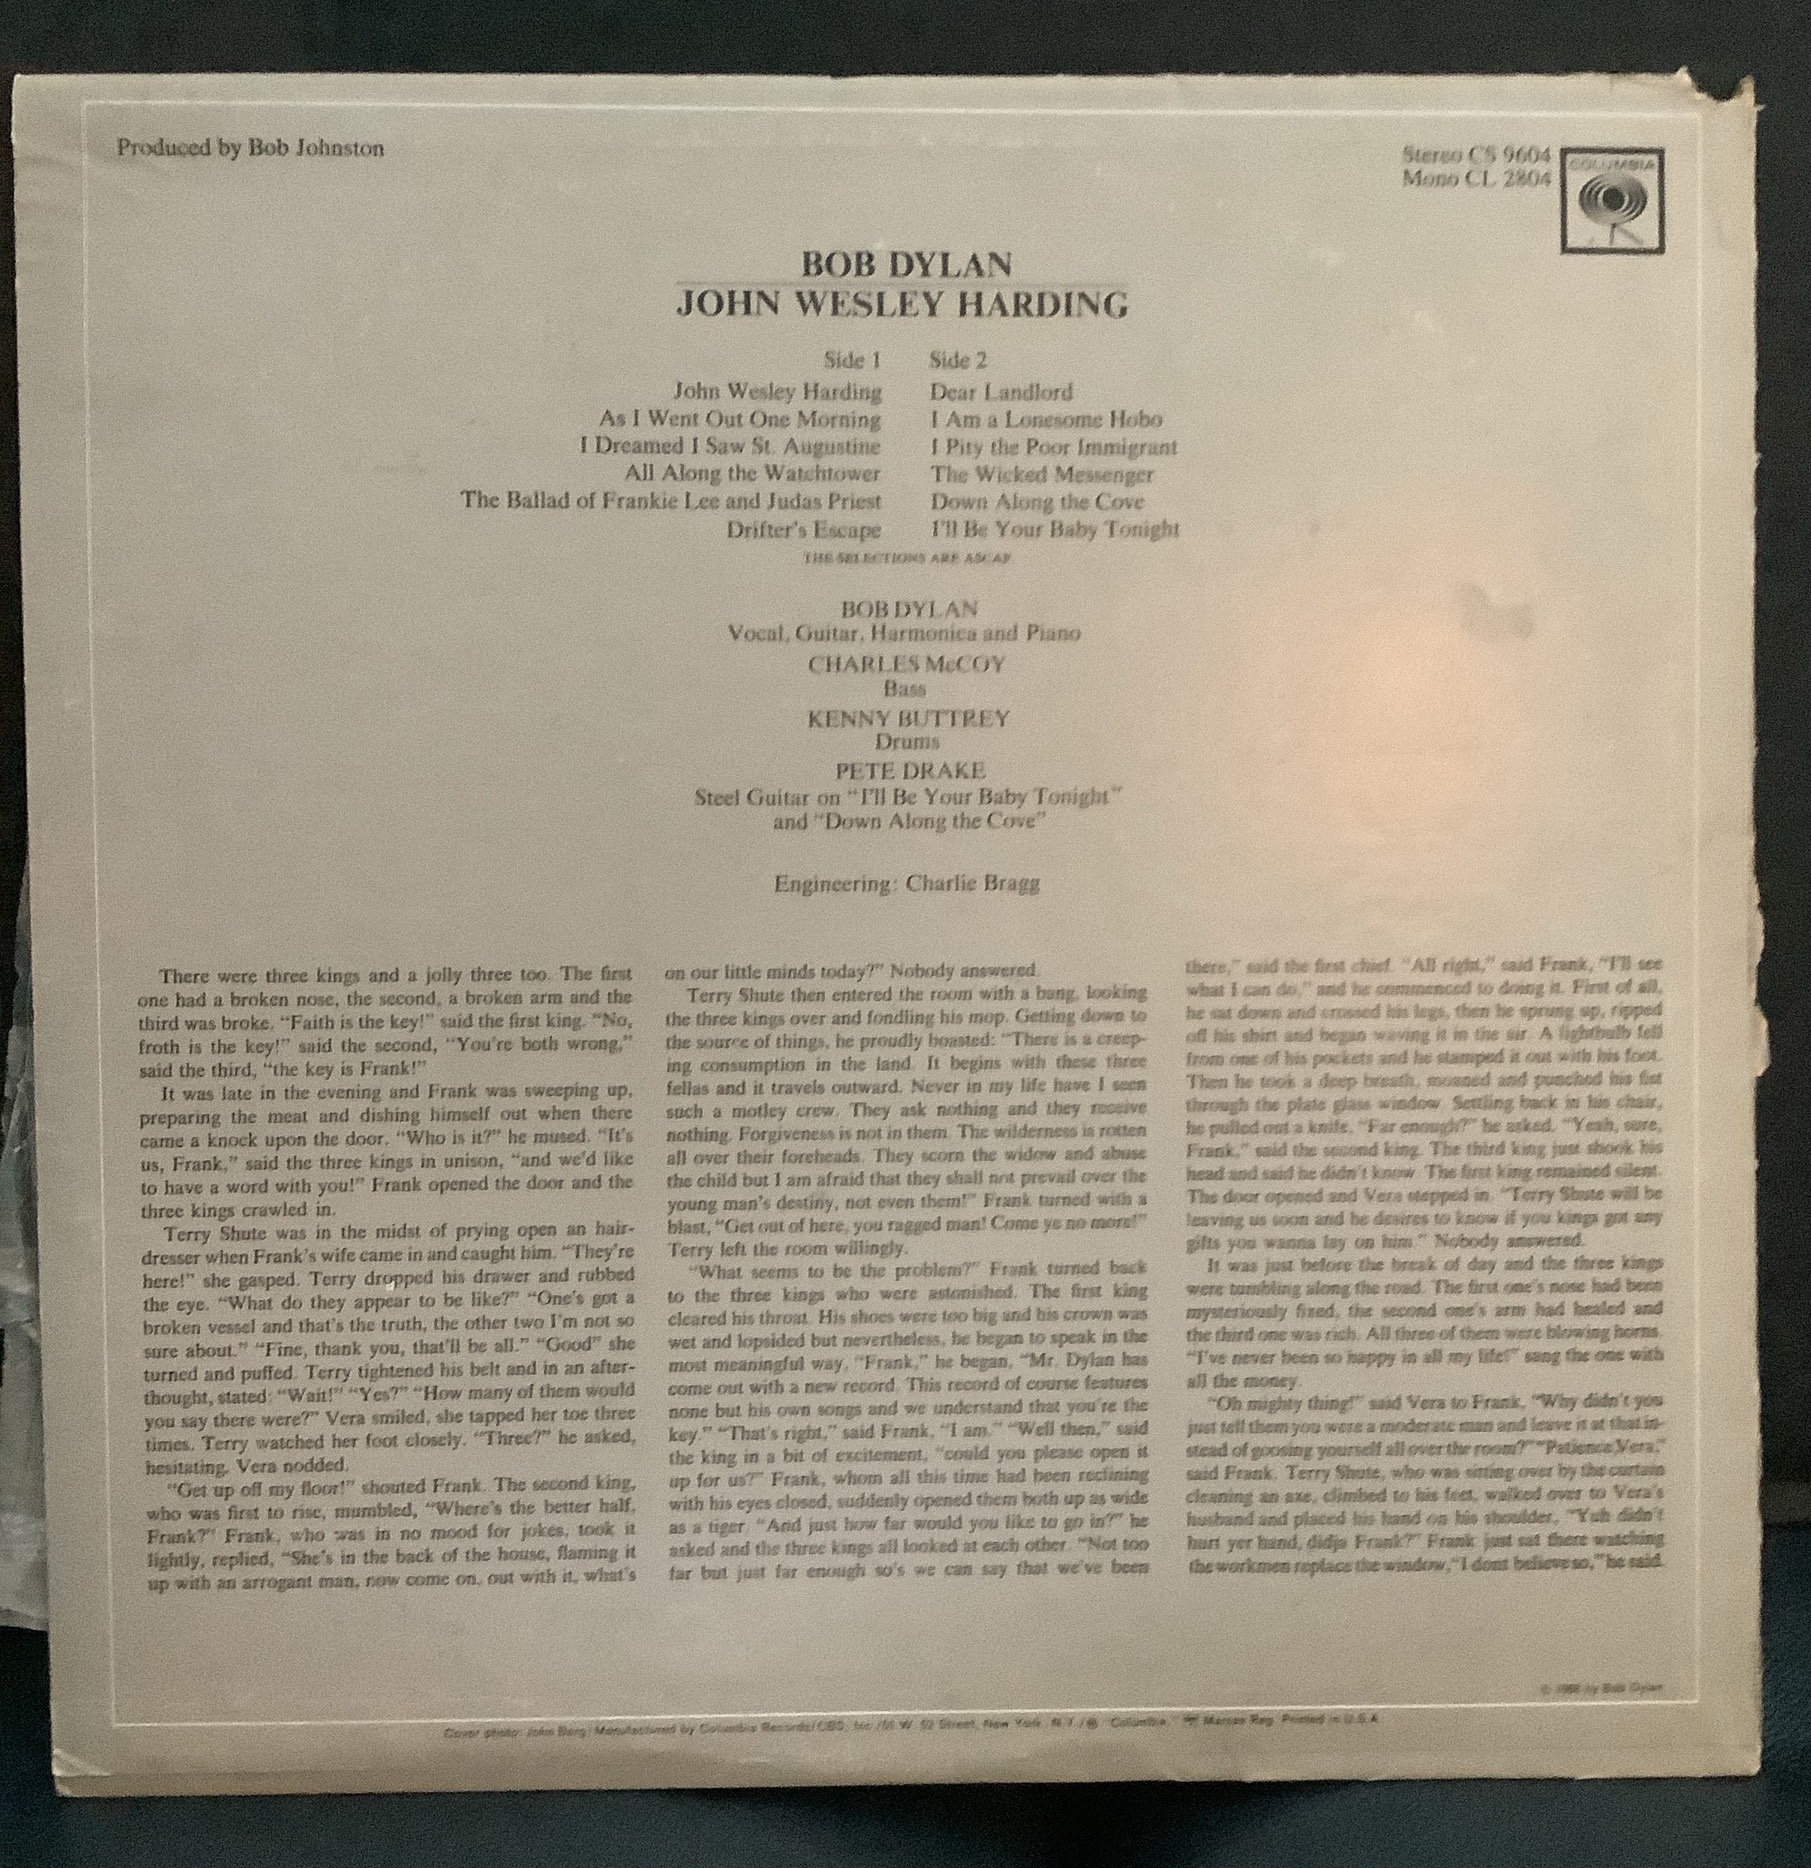 Produced by Bob Johnston
Stereo CS 9604
Mono CL 2804
COLUMBIA
BOB DYLAN
JOHN WESLEY HARDING
Side 1
John Wesley Harding
As I Went Out One Morning
I Dreamed I Saw St. Augustine
All Along the Watchtower
The Ballad of Frankie Lee and Judas Priest
Drifter's Escape
Side 2
Dear Landlord
I Am a Lonesome Hobo
I Pity the Poor Immigrant
The Wicked Messenger
Down Along the Cove
I'll Be Your Baby Tonight
THE SELECTIONS ARE ASCAP
BOB DYLAN
Vocal, Guitar, Harmonica and Piano
CHARLES McCOY
Bass
KENNY BUTTREY
Drums
PETE DRAKE
Steel Guitar on "I'll Be Your Baby Tonight"
and "Down Along the Cove"
Engineering: Charlie Bragg
There were three kings and a jolly three too. The first
one had a broken nose, the second, a broken arm and the
third was broke. "Faith is the key!" said the first king. "No,
froth is the key!" said the second, "You're both wrong,"
said the third, "the key is Frank!"
It was late in the evening and Frank was sweeping up,
preparing the meat and dishing himself out when there
came a knock upon the door. "Who is it?" he mused. "It's
us, Frank," said the three kings in unison, "and we'd like
to have a word with you!" Frank opened the door and the
three kings crawled in.
Terry Shute was in the midst of prying open an hair-
dresser when Frank's wife came in and caught him. "They're
here!" she gasped. Terry dropped his drawer and rubbed
the eye. "What do they appear to be like?" "One's got a
broken vessel and that's the truth, the other two I'm not so
sure about." "Fine, thank you, that'll be all." "Good" she
turned and puffed. Terry tightened his belt and in an after-
thought, stated: "Wait!" "Yes?" "How many of them would
you say there were?" Vera smiled, she tapped her toe three
times. Terry watched her foot closely. "Three?" he asked,
hesitating. Vera nodded.
"Get up off my floor!" shouted Frank. The second king,
who was first to rise, mumbled, "Where's the better half,
Frank?" Frank, who was in no mood for jokes, took it
lightly, replied, "She's in the back of the house, flaming it
up with an arrogant man, now come on, out with it, what's
on our little minds today?" Nobody answered.
Terry Shute then entered the room with a bang, looking
the three kings over and fondling his mop. Getting down to
the source of things, he proudly boasted: "There is a creep-
ing consumption in the land. It begins with these three
fellas and it travels outward. Never in my life have I seen
such a motley crew. They ask nothing and they receive
nothing. Forgiveness is not in them. The wilderness is rotten
all over their foreheads. They scorn the widow and abuse
the child but I am afraid that they shall not prevail over the
young man's destiny, not even them!" Frank turned with a
blast, "Get out of here, you ragged man! Come ye no more!"
Terry left the room willingly.
"What seems to be the problem?" Frank turned back
to the three kings who were astonished. The first king
cleared his throat. His shoes were too big and his crown was
wet and lopsided but nevertheless, he began to speak in the
most meaningful way, "Frank," he began, "Mr. Dylan has
come out with a new record. This record of course features
none but his own songs and we understand that you're the
key." "That's right," said Frank, "I am." "Well then," said
the king in a bit of excitement, "could you please open it
up for us?" Frank, whom all this time had been reclining
with his eyes closed, suddenly opened them both up as wide
as a tiger. "And just how far would you like to go in?" he
asked and the three kings all looked at each other. "Not too
far but just far enough so's we can say that we've been
there," said the first chief. "All right," said Frank, "I'll see
what I can do," and he commenced to doing it. First of all,
he sat down and crossed his legs, then he sprung up, ripped
off his shirt and began waving it in the air. A lightbulb fell
from one of his pockets and he stamped it out with his foot.
Then he took a deep breath, moaned and punched his fist
through the plate glass window. Settling back in his chair,
he pulled out a knife, "Far enough?" he asked. "Yeah, sure,
Frank," said the second king. The third king just shook his
head and said he didn't know. The first king remained silent.
The door opened and Vera stepped in. "Terry Shute will be
leaving us soon and he desires to know if you kings got any
gifts you wanna lay on him." Nobody answered.
It was just before the break of day and the three kings
were tumbling along the road. The first one's nose had been
mysteriously fixed, the second one's arm had healed and
the third one was rich. All three of them were blowing horns.
"I've never been so happy in all my life!" sang the one with
all the money.
"Oh mighty thing!" said Vera to Frank, "Why didn't you
just tell them you were a moderate man and leave it at that in-
stead of goosing yourself all over the room?" "Patience, Vera,"
said Frank. Terry Shute, who was sitting over by the curtain
cleaning an axe, climbed to his feet, walked over to Vera's
husband and placed his hand on his shoulder. "Yuh didn't
hurt yer hand, didja Frank?" Frank just sat there watching
the workmen replace the window, "I dont believe so," he said.
© 1968 by Bob Dylan
Cover photo: John Berg/Manufactured by Columbia Records/CBS, Inc./51 W. 52 Street, New York, N.Y./® "Columbia," Marcas Reg. Printed in U.S.A.